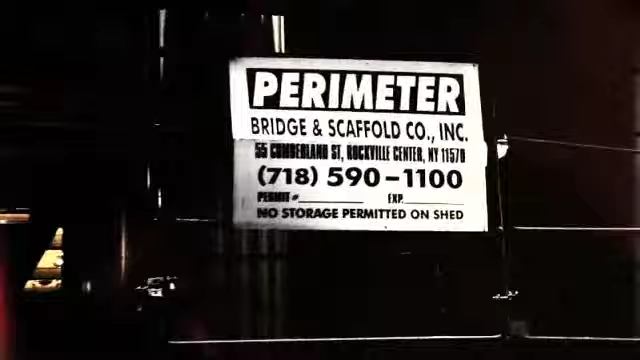 PERIMETER
BRIDGE & SCAFFOLD CO., INC.
55 CUMBERLAND ST, ROCKVILLE CENTER, NY 11570
(718) 590-1100
PERMIT # EXP.
NO STORAGE PERMITTED ON SHED